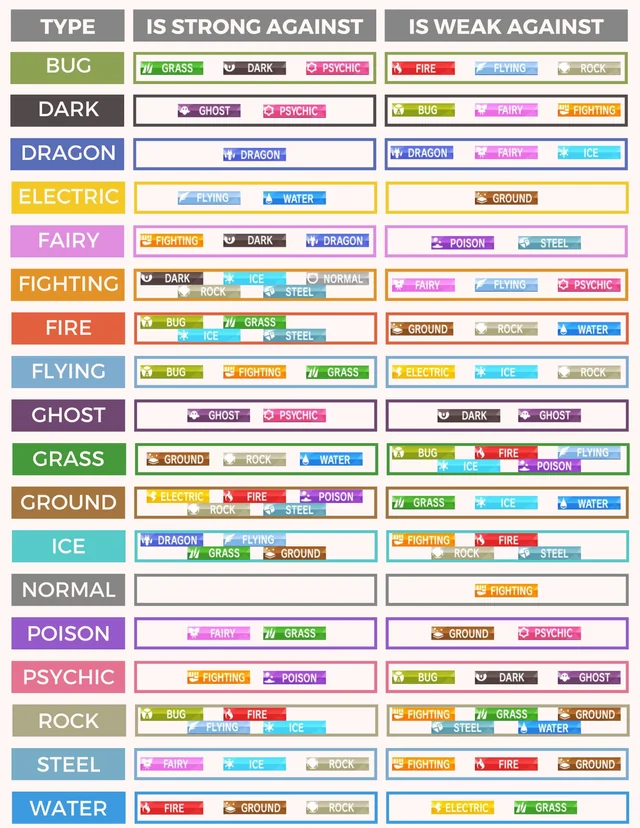 TYPE IS STRONG AGAINST IS WEAK AGAINST
BUG GRASS DARK PSYCHIC FIRE FLYING ROCK
DARK GHOST PSYCHIC BUG FAIRY FIGHTING
DRAGON DRAGON DRAGON FAIRY ICE
ELECTRIC FLYING WATER GROUND
FAIRY FIGHTING DARK DRAGON POISON STEEL
FIGHTING DARK ICE NORMAL ROCK STEEL FAIRY FLYING PSYCHIC
FIRE BUG GRASS ICE STEEL GROUND ROCK WATER
FLYING BUG FIGHTING GRASS ELECTRIC ICE ROCK
GHOST GHOST PSYCHIC DARK GHOST
GRASS GROUND ROCK WATER BUG FIRE FLYING ICE POISON
GROUND ELECTRIC FIRE POISON ROCK STEEL GRASS ICE WATER
ICE DRAGON FLYING GRASS GROUND FIGHTING FIRE ROCK STEEL
NORMAL FIGHTING
POISON FAIRY GRASS GROUND PSYCHIC
PSYCHIC FIGHTING POISON BUG DARK GHOST
ROCK BUG FIRE FLYING ICE FIGHTING GRASS GROUND STEEL WATER
STEEL FAIRY ICE ROCK FIGHTING FIRE GROUND
WATER FIRE GROUND ROCK ELECTRIC GRASS